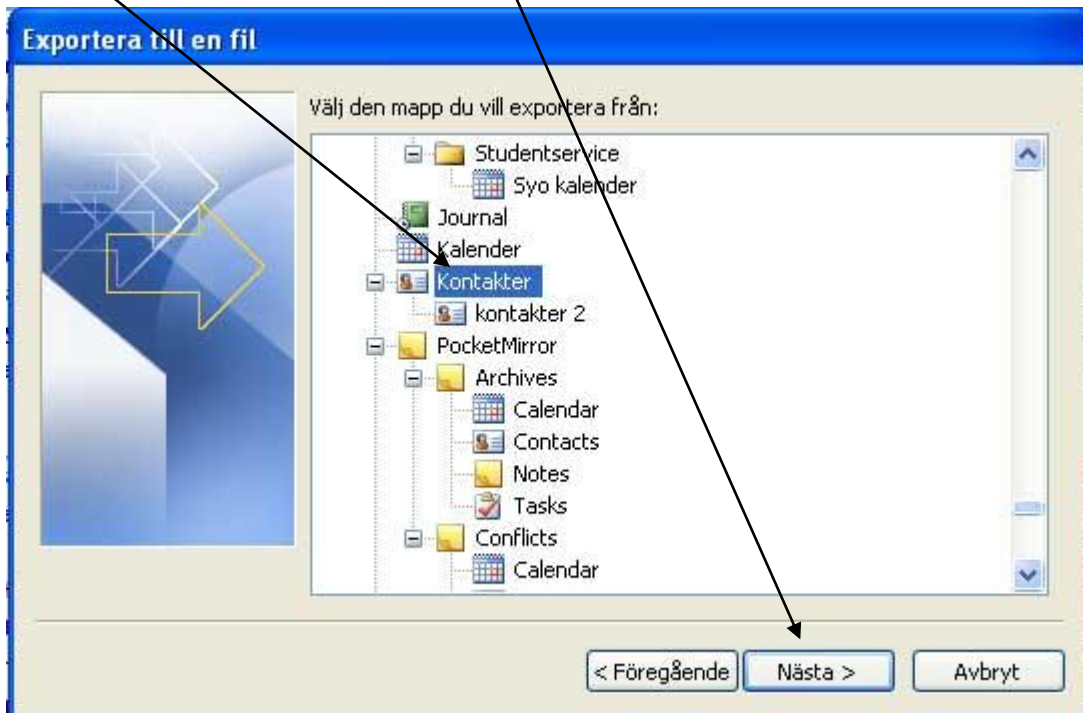 Exportera till en fil
Välj den mapp du vill exportera från:
Studentservice
Syo kalender
Journal
Kalender
Kontakter
kontakter 2
PocketMirror
Archives
Calendar
Contacts
Notes
Tasks
Conflicts
Calendar
< Föregående Nästa > Avbryt